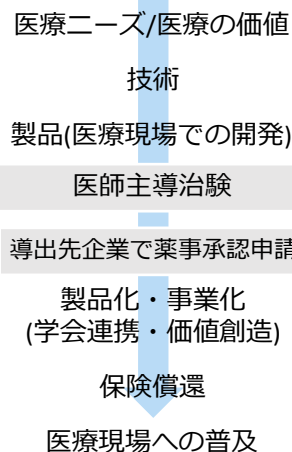 医療ニーズ/医療の価値
技術
製品(医療現場での開発)
医師主導治験
導出先企業で薬事承認申請
製品化・事業化
(学会連携・価値創造)
保険償還
医療現場への普及